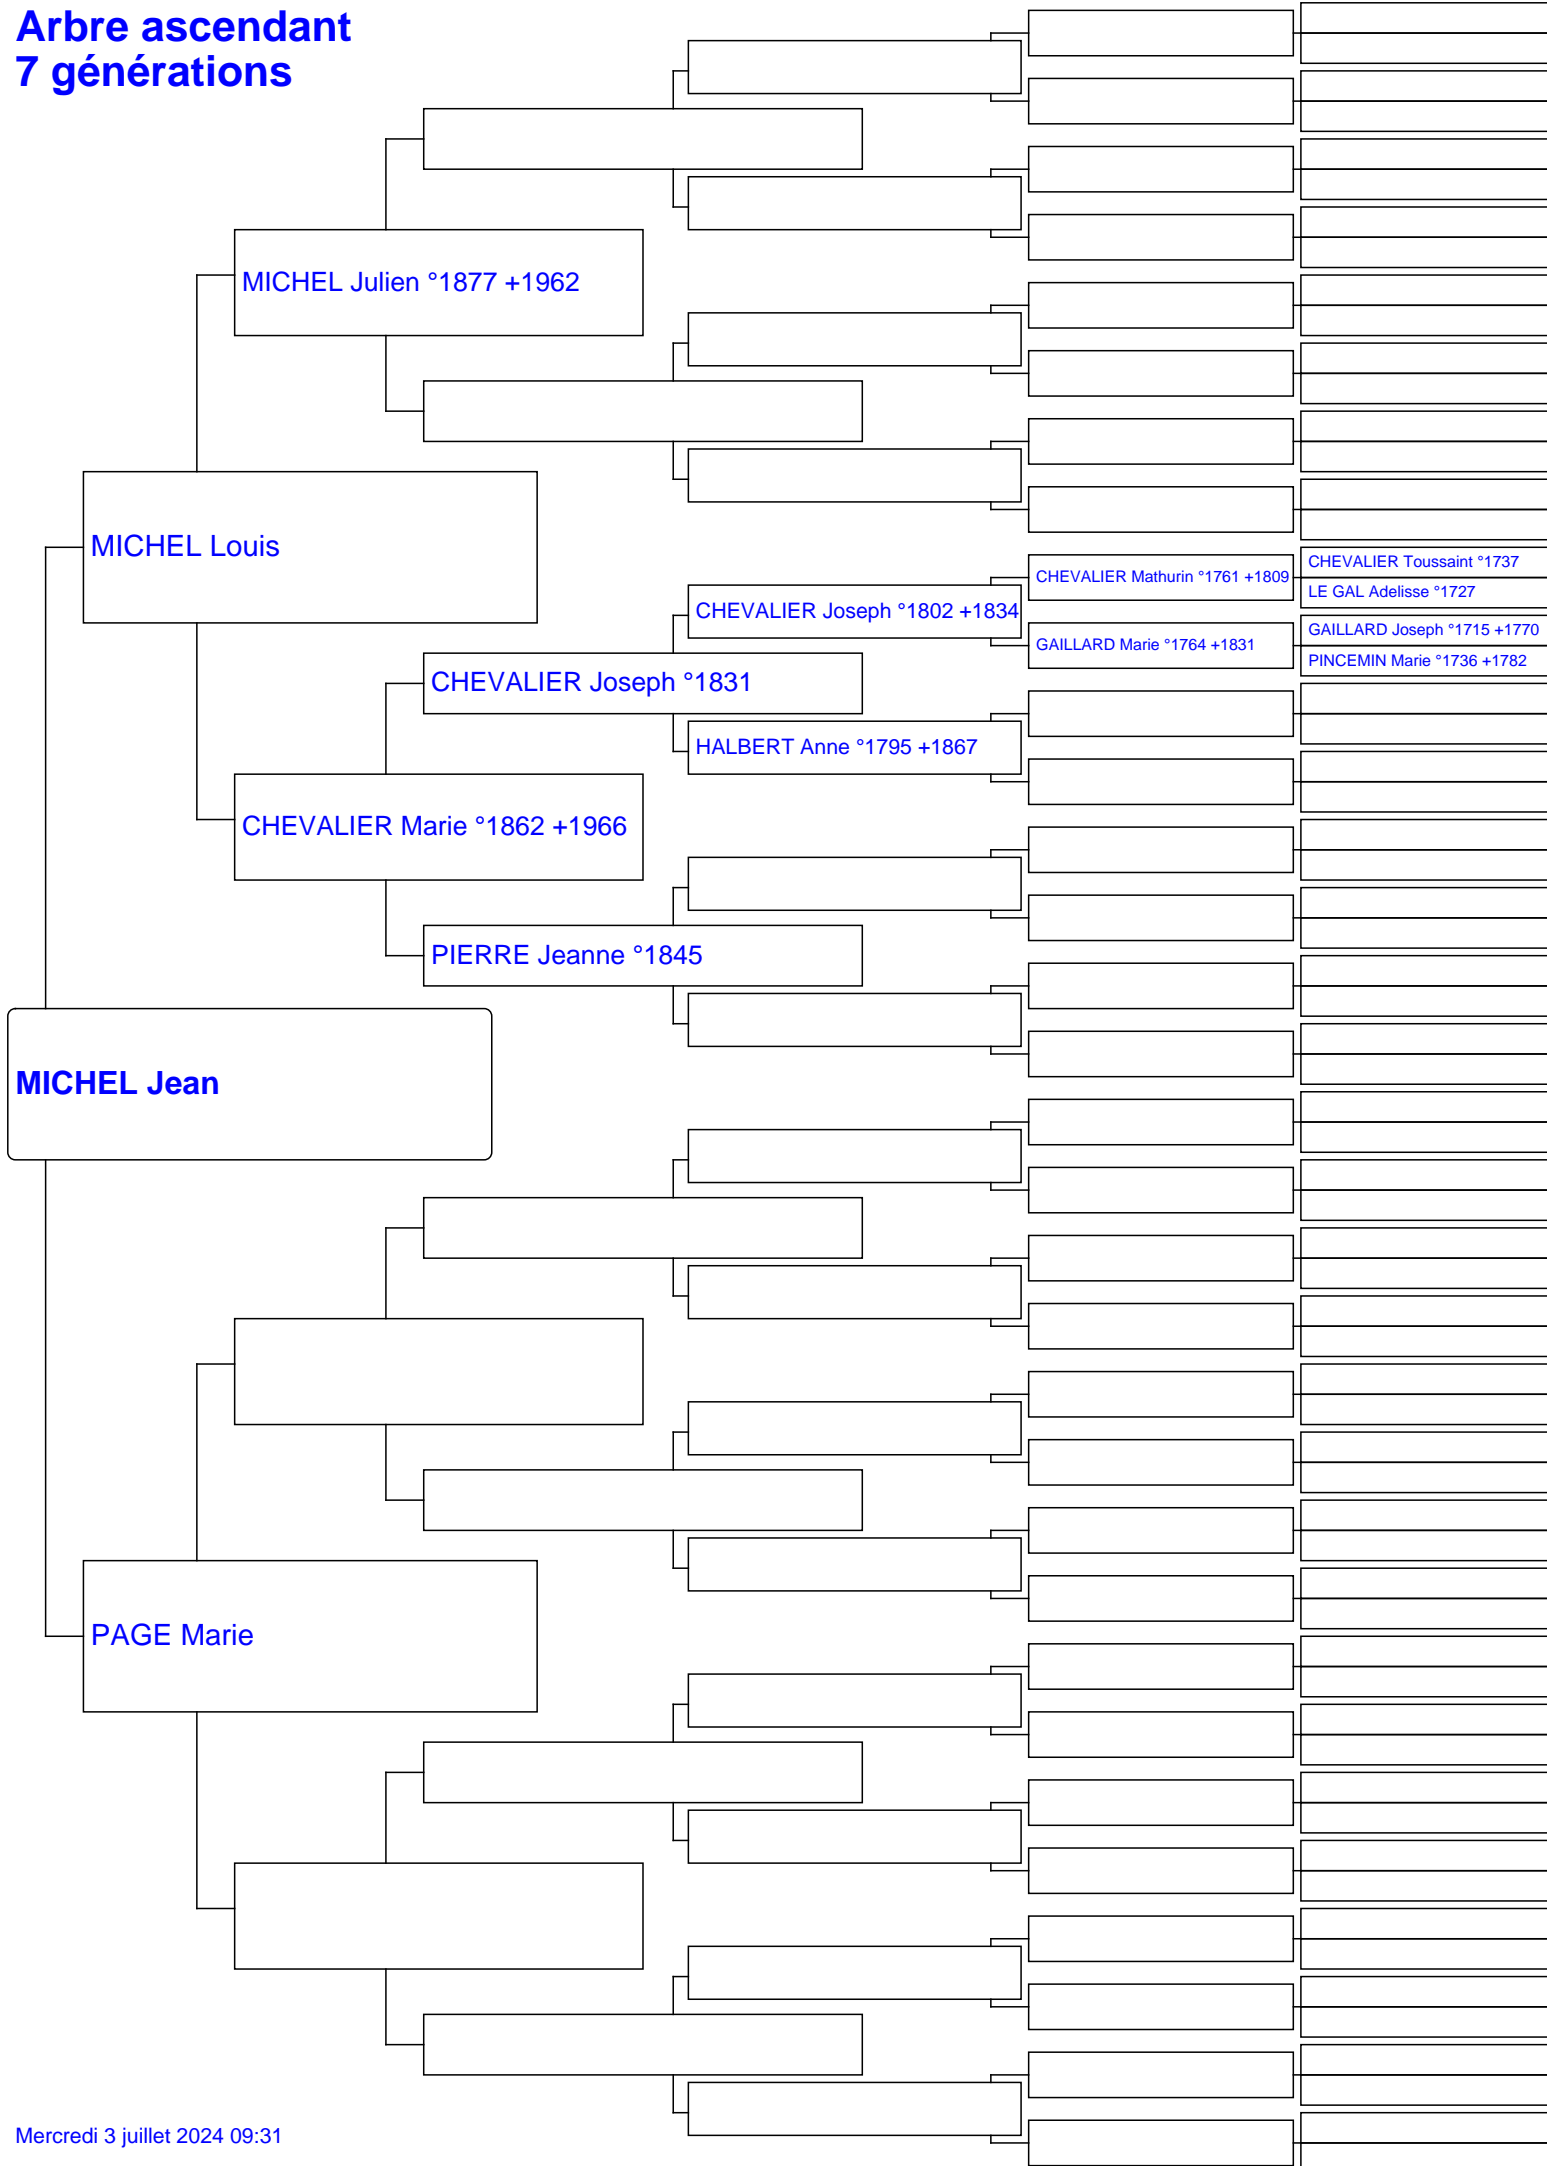 Arbre ascendant
7 générations
MICHEL Julien °1877 +1962
MICHEL Louis
CHEVALIER Toussaint °1737
CHEVALIER Mathurin °1761 +1809
LE GAL Adelisse °1727
CHEVALIER Joseph °1802 +1834
GAILLARD Joseph °1715 +1770
GAILLARD Marie °1764 +1831
PINCEMIN Marie °1736 +1782
CHEVALIER Joseph °1831
HALBERT Anne °1795 +1867
CHEVALIER Marie °1862 +1966
PIERRE Jeanne °1845
MICHEL Jean
PAGE Marie
Mercredi 3 juillet 2024 09:31